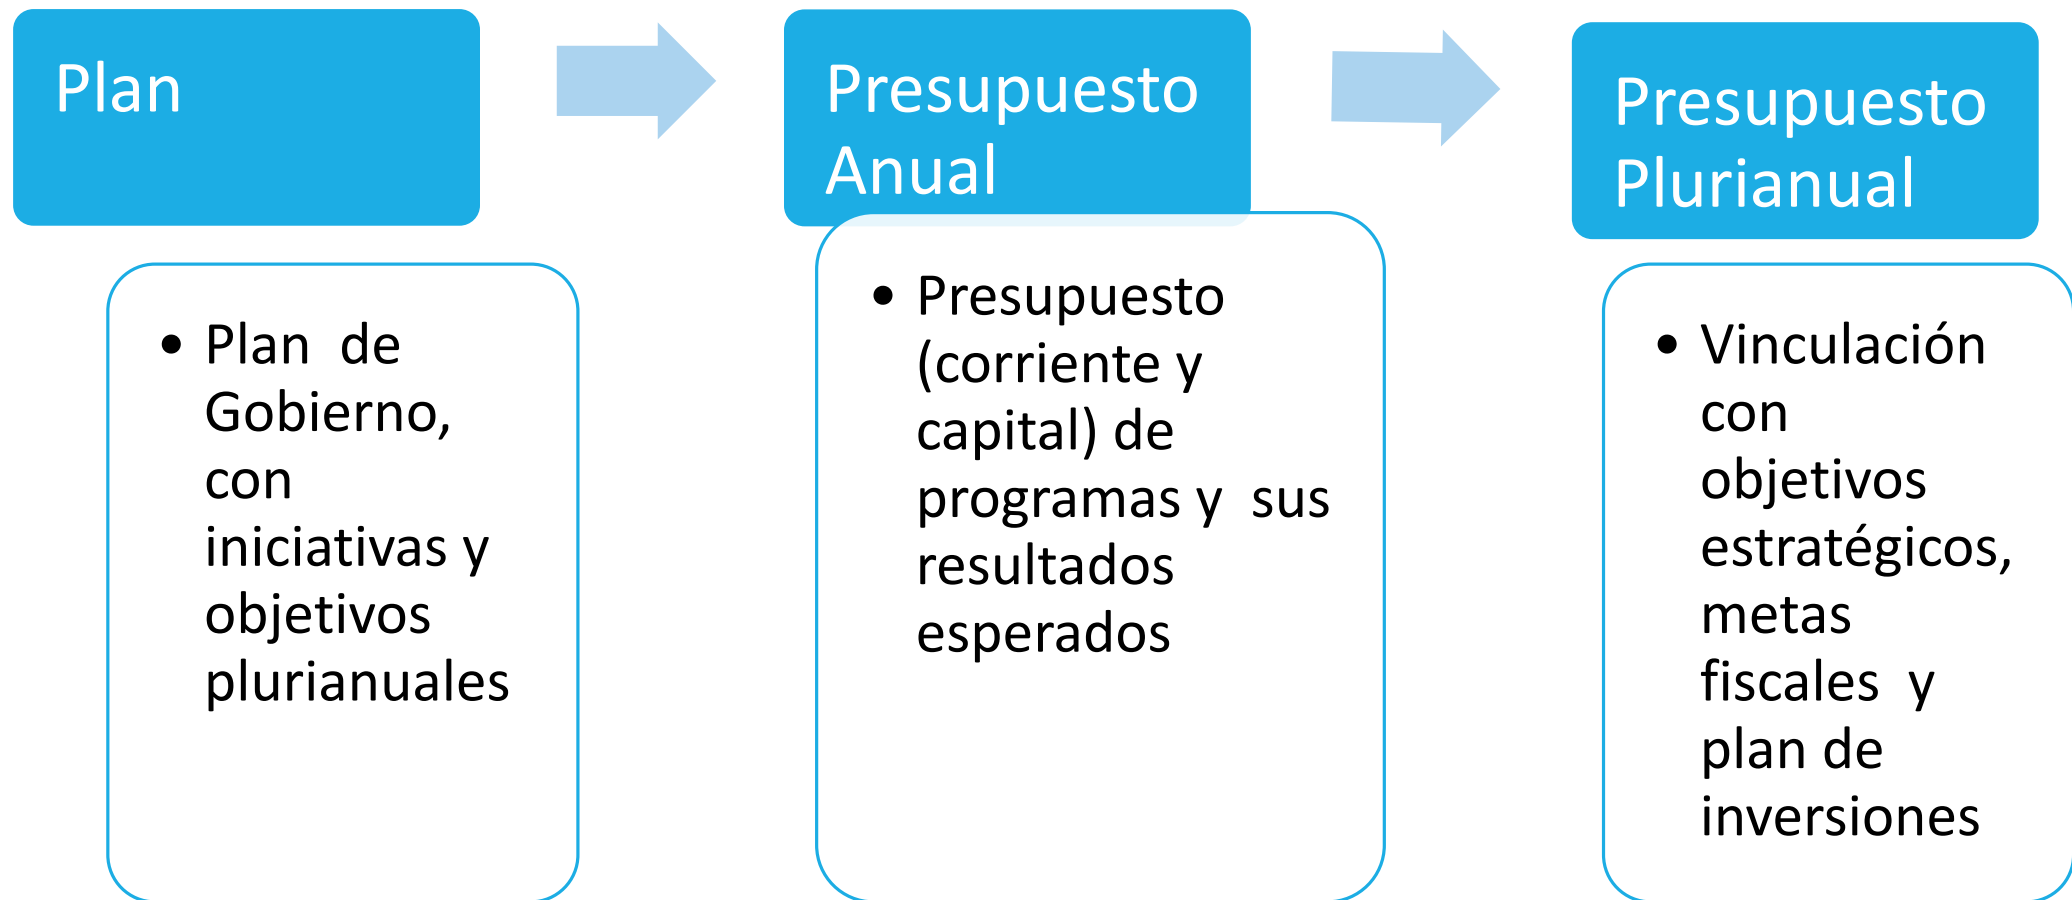 Plan
• Plan  de
Gobierno,
con
iniciativas y
objetivos
plurianuales
Presupuesto
Anual
• Presupuesto
(corriente y
capital) de
programas y  sus
resultados
esperados
Presupuesto
Plurianual
• Vinculación
con
objetivos
estratégicos,
metas
fiscales  y
plan de
inversiones